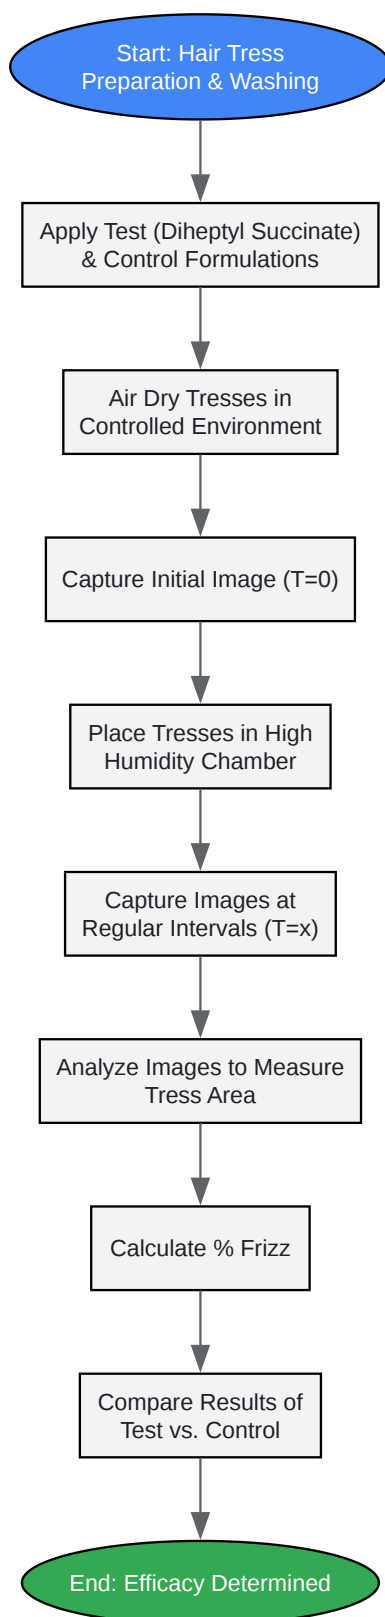 Start: Hair Tress
Preparation & Washing
Apply Test (Diheptyl Succinate)
& Control Formulations
Air Dry Tresses in
Controlled Environment
Capture Initial Image (T=0)
Place Tresses in High
Humidity Chamber
Capture Images at
Regular Intervals (T=x)
Analyze Images to Measure
Tress Area
Calculate % Frizz
Compare Results of
Test vs. Control
End: Efficacy Determined